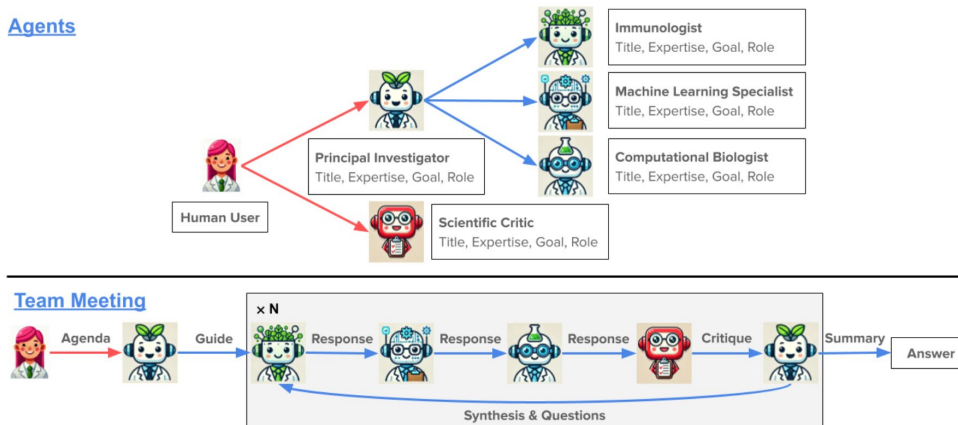 Agents
Immunologist
Title, Expertise, Goal, Role
Machine Learning Specialist
Title, Expertise, Goal, Role
Principal Investigator
Title, Expertise, Goal, Role
Computational Biologist
Title, Expertise, Goal, Role
Human User
Scientific Critic
Title, Expertise, Goal, Role
Team Meeting
× N
Agenda
Guide
Response
Response
Response
Critique
Summary
Answer
Synthesis & Questions